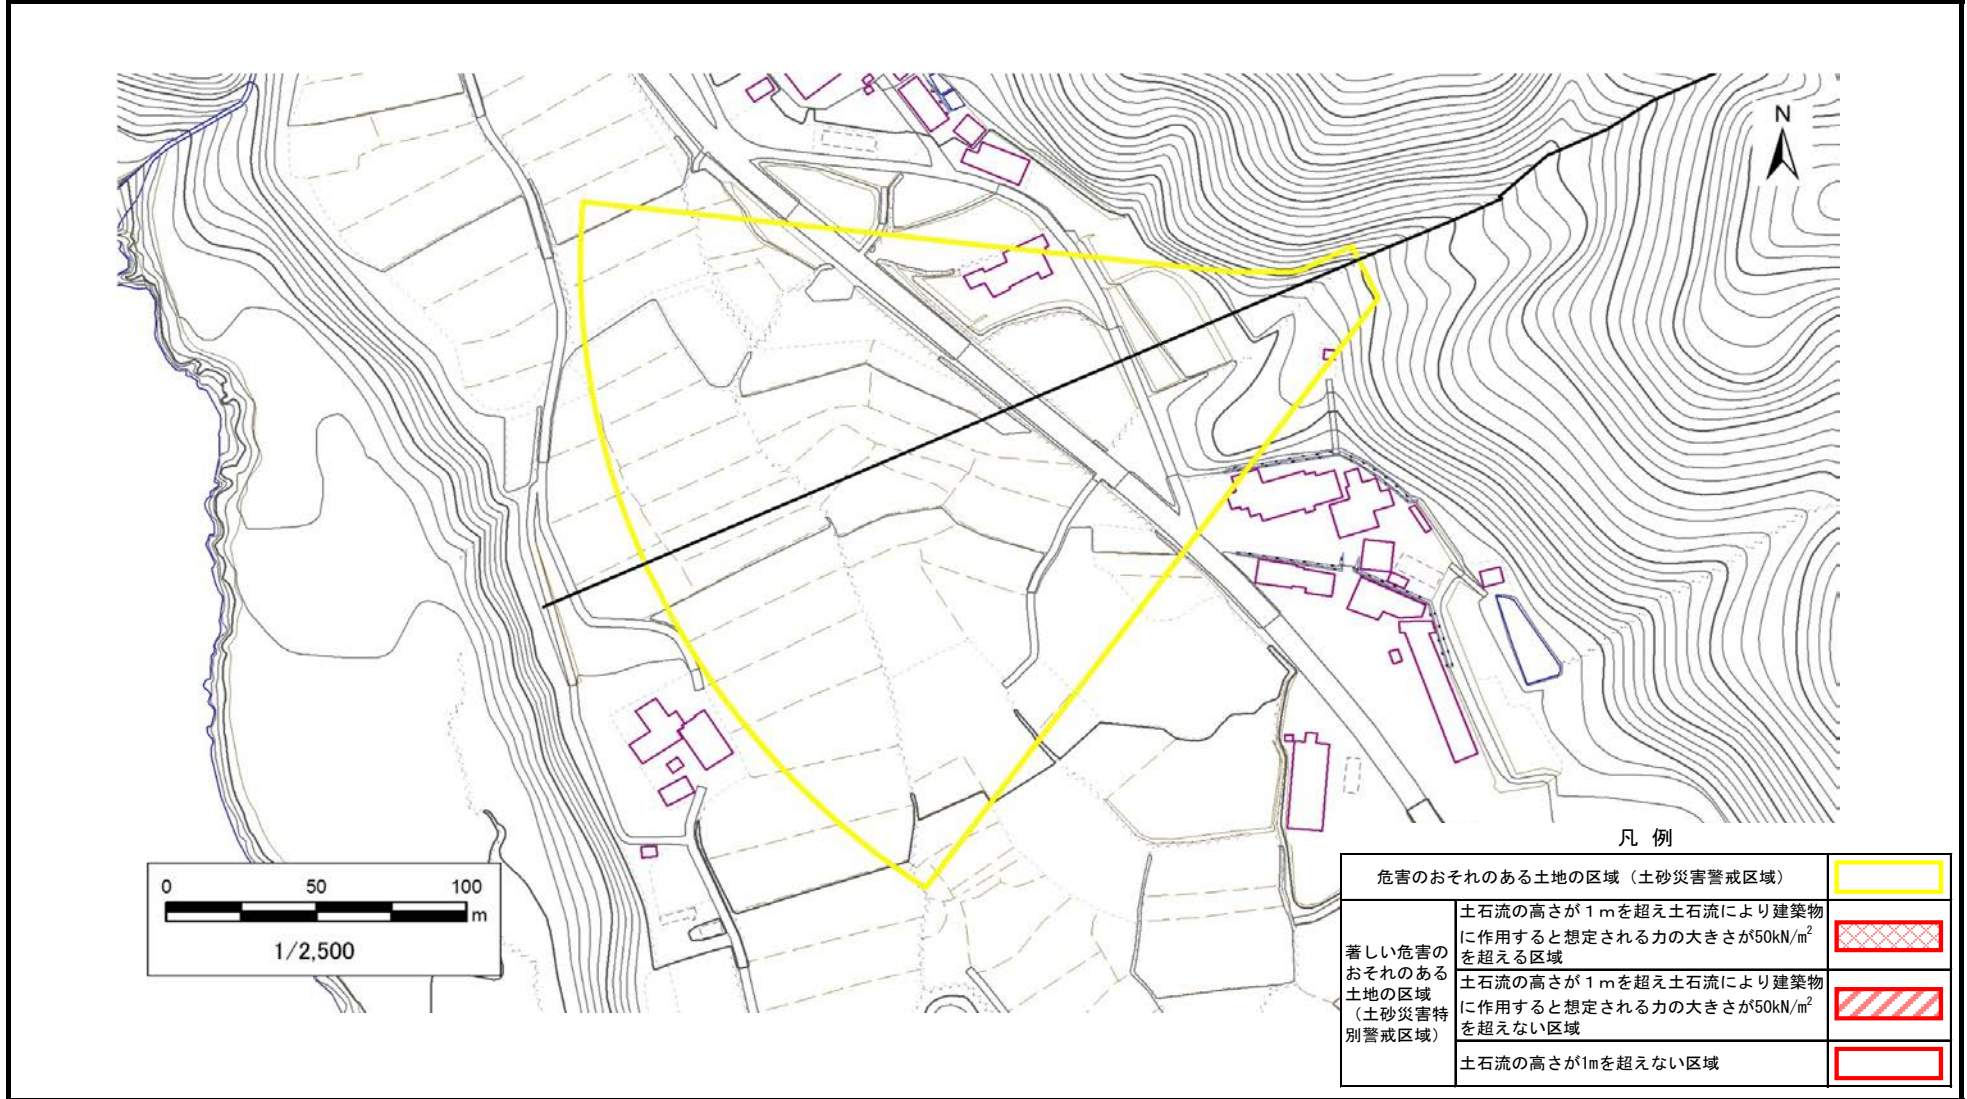 N
0 50 100
m
1/2,500
凡 例
危害のおそれのある土地の区域（土砂災害警戒区域）
著しい危害の
おそれのある
土地の区域
（土砂災害特
別警戒区域）
土石流の高さが１ｍを超え土石流により建築物
に作用すると想定される力の大きさが50kN/m²
を超える区域
土石流の高さが１ｍを超え土石流により建築物
に作用すると想定される力の大きさが50kN/m²
を超えない区域
土石流の高さが1mを超えない区域